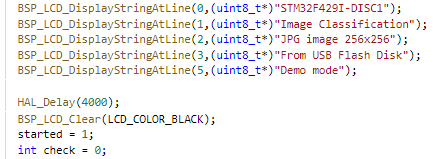 BSP_LCD_DisplayStringAtLine(0,(uint8_t*)"STM32F429I-DISC1");
BSP_LCD_DisplayStringAtLine(1,(uint8_t*)"Image Classification");
BSP_LCD_DisplayStringAtLine(2,(uint8_t*)"JPG image 256x256");
BSP_LCD_DisplayStringAtLine(3,(uint8_t*)"From USB Flash Disk");
BSP_LCD_DisplayStringAtLine(5,(uint8_t*)"Demo mode");
HAL_Delay(4000);
BSP_LCD_Clear(LCD_COLOR_BLACK);
started = 1;
int check = 0;